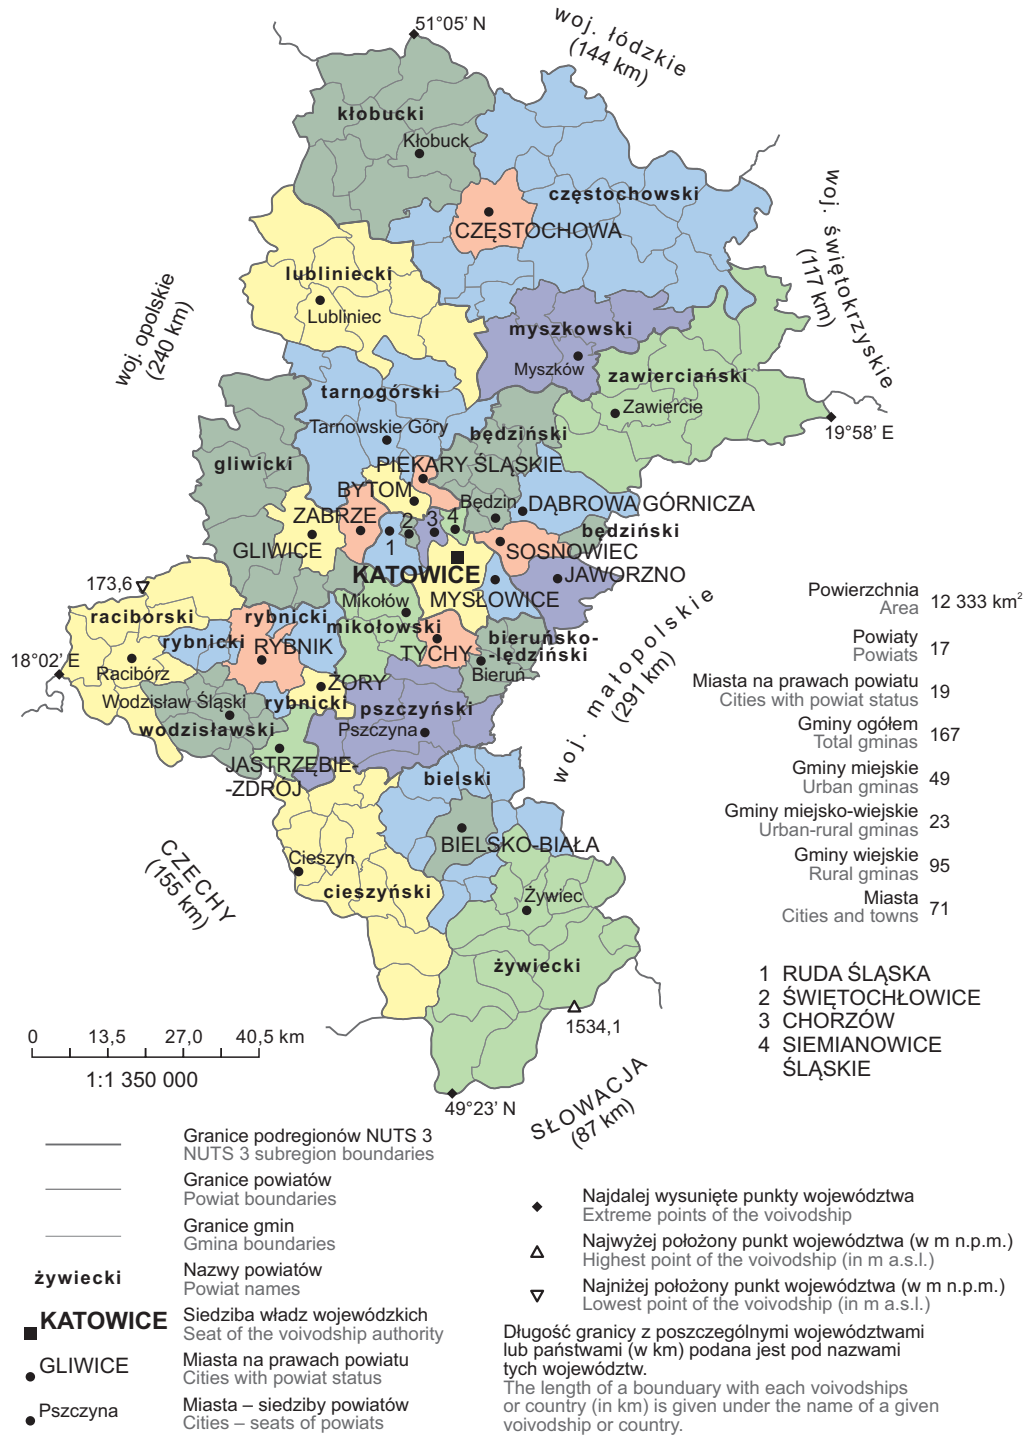 51°05’ N
woj. łódzkie
(144 km)
kłobucki
Kłobuck
częstochowski
CZĘSTOCHOWA
woj. świętokrzyskie
(117 km)
lubliniecki
Lubliniec
woj. opolskie
(240 km)
myszkowski
Myszków
zawierciański
Zawiercie
19°58’ E
tarnogórski
Tarnowskie Góry
będziński
gliwicki
PIEKARY ŚLĄSKIE
BYTOM
Będzin
DĄBROWA GÓRNICZA
ZABRZE
2
3
4
1
będziński
GLIWICE
SOSNOWIEC
KATOWICE
JAWORZNO
173,6
MYSŁOWICE
Mikołów
raciborski
rybnicki
mikołowski
rybnicki
RYBNIK
TYCHY
bieruńsko-
-lędziński
Bieruń
18°02’ E
Racibórz
ŻORY
Wodzisław Śląski
rybnicki
pszczyński
wodzisławski
Pszczyna
JASTRZĘBIE-
-ZDRÓJ
woj. małopolskie
(291 km)
bielski
BIELSKO-BIAŁA
CZECHY
(155 km)
Cieszyn
cieszyński
Żywiec
żywiecki
1534,1
49°23’ N
SŁOWACJA
(87 km)
Powierzchnia
Area
12 333 km²
Powiaty
Powiats
17
Miasta na prawach powiatu
Cities with powiat status
19
Gminy ogółem
Total gminas
167
Gminy miejskie
Urban gminas
49
Gminy miejsko-wiejskie
Urban-rural gminas
23
Gminy wiejskie
Rural gminas
95
Miasta
Cities and towns
71
1 RUDA ŚLĄSKA
2 ŚWIĘTOCHŁOWICE
3 CHORZÓW
4 SIEMIANOWICE
ŚLĄSKIE
0 13,5 27,0 40,5 km
1:1 350 000
Granice podregionów NUTS 3
NUTS 3 subregion boundaries
Granice powiatów
Powiat boundaries
Granice gmin
Gmina boundaries
żywiecki
Nazwy powiatów
Powiat names
KATOWICE
Siedziba władz wojewódzkich
Seat of the voivodship authority
GLIWICE
Miasta na prawach powiatu
Cities with powiat status
Pszczyna
Miasta – siedziby powiatów
Cities – seats of powiats
Najdalej wysunięte punkty województwa
Extreme points of the voivodship
Najwyżej położony punkt województwa (w m n.p.m.)
Highest point of the voivodship (in m a.s.l.)
Najniżej położony punkt województwa (w m n.p.m.)
Lowest point of the voivodship (in m a.s.l.)
Długość granicy z poszczególnymi województwami
lub państwami (w km) podana jest pod nazwami
tych województw.
The length of a bounduary with each voivodships
or country (in km) is given under the name of a given
voivodship or country.